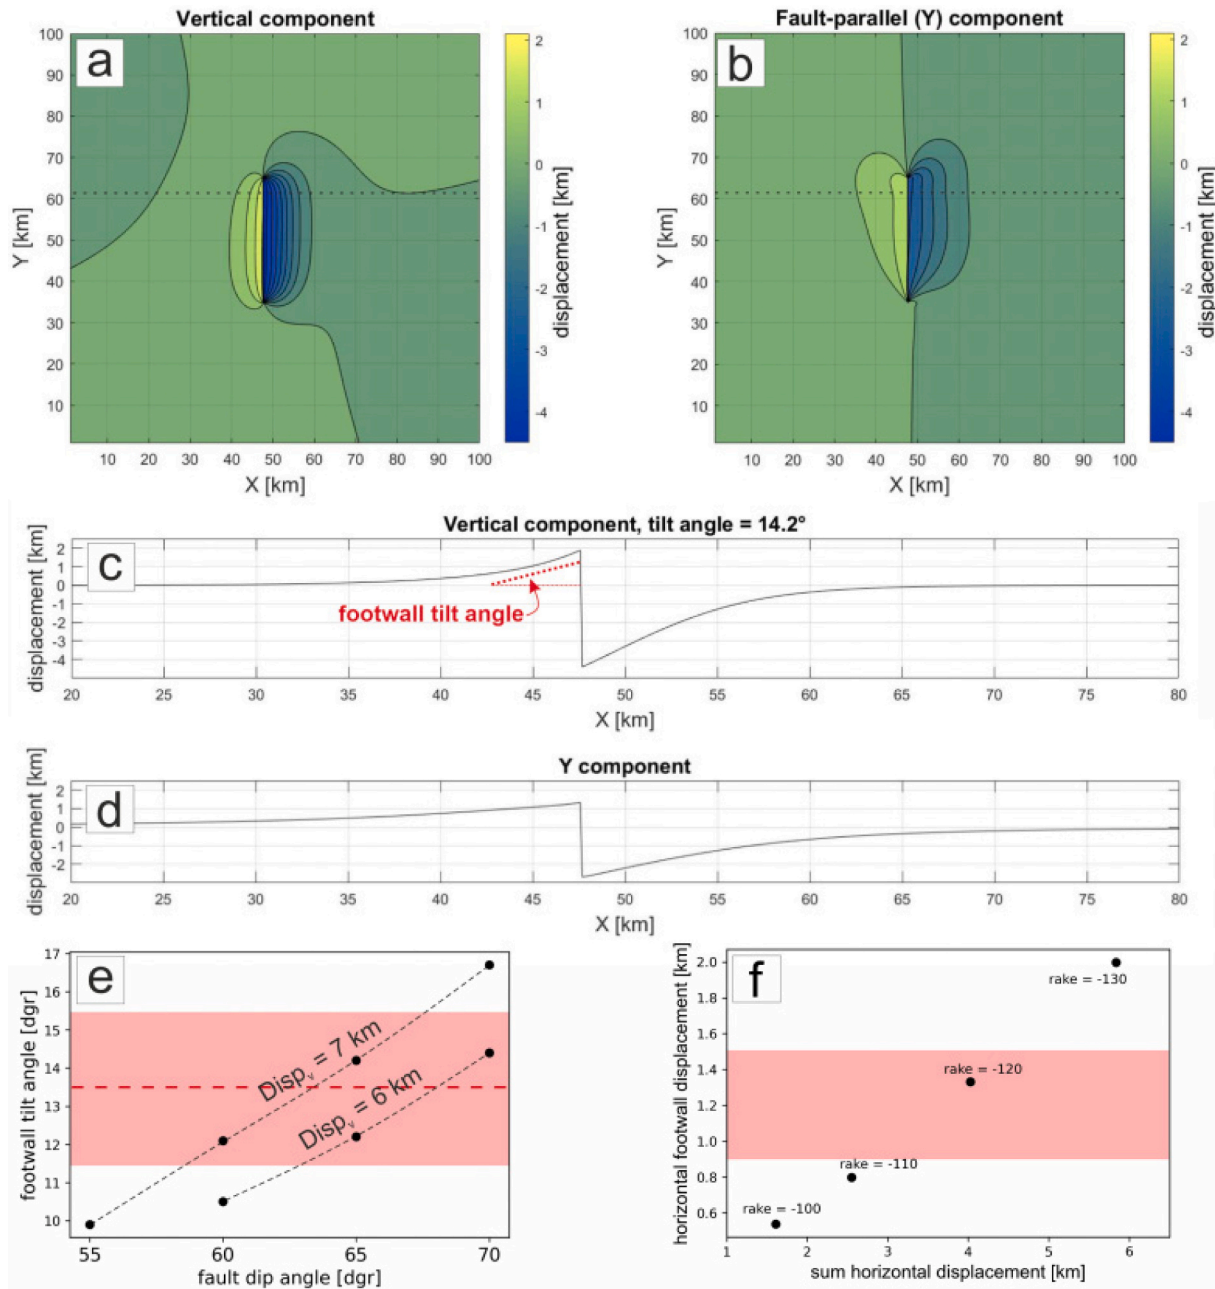 Vertical component
a
100
90
80
70
60
50
40
30
20
10
Y [km]
10 20 30 40 50 60 70 80 90 100
X [km]
2
1
0
-1
-2
-3
-4
displacement [km]
Fault-parallel (Y) component
b
100
90
80
70
60
50
40
30
20
10
Y [km]
10 20 30 40 50 60 70 80 90 100
X [km]
2
1
0
-1
-2
-3
-4
displacement [km]
Vertical component, tilt angle = 14.2°
c
displacement [km]
2
1
0
-1
-2
-3
-4
footwall tilt angle
20 25 30 35 40 45 50 55 60 65 70 75 80
X [km]
Y component
d
displacement [km]
2
1
0
-1
-2
20 25 30 35 40 45 50 55 60 65 70 75 80
X [km]
e
footwall tilt angle [dgr]
17
16
15
14
13
12
11
10
Dispv = 7 km
Dispv = 6 km
55 60 65 70
fault dip angle [dgr]
f
horizontal footwall displacement [km]
2.0
1.8
1.6
1.4
1.2
1.0
0.8
0.6
rake = -130
rake = -120
rake = -110
rake = -100
1 2 3 4 5 6
sum horizontal displacement [km]